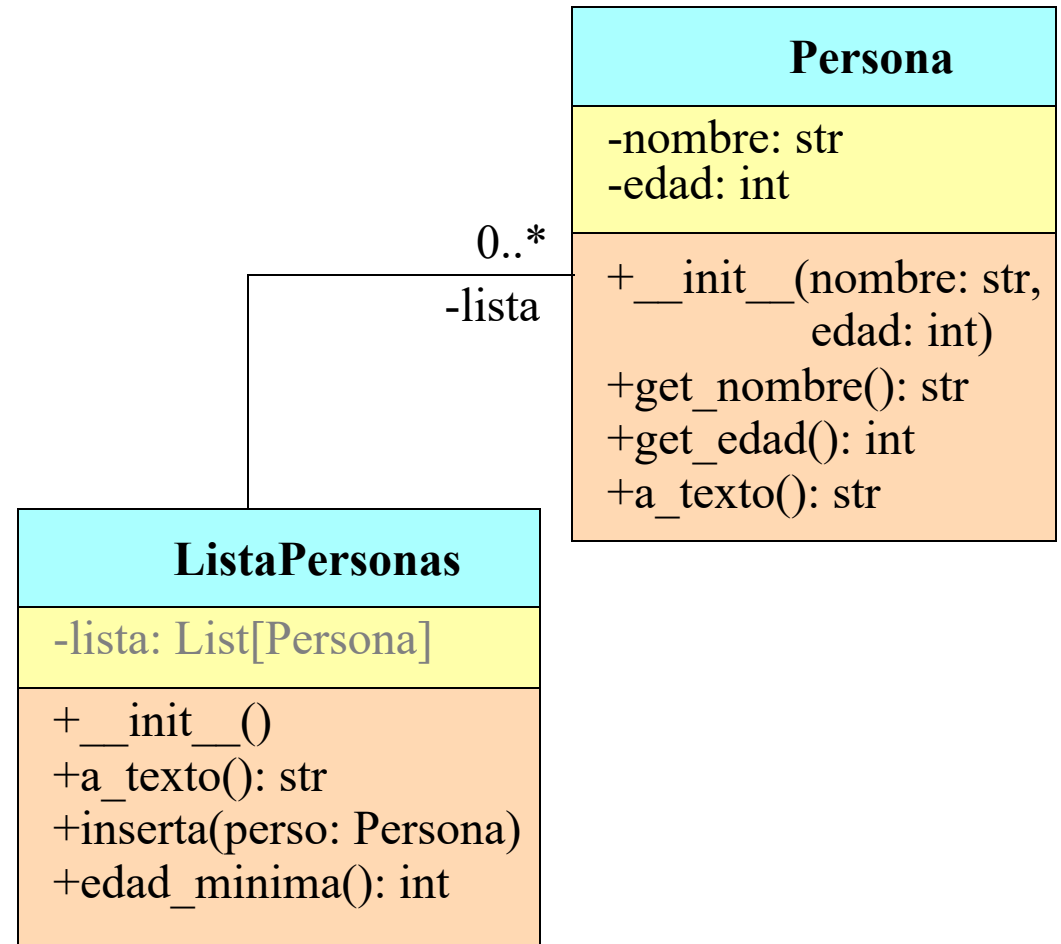 Persona
-nombre: str
-edad: int
+__init__(nombre: str,
edad: int)
+get_nombre(): str
+get_edad(): int
+a_texto(): str
0..*
-lista
ListaPersonas
-lista: List[Persona]
+__init__()
+a_texto(): str
+inserta(perso: Persona)
+edad_minima(): int